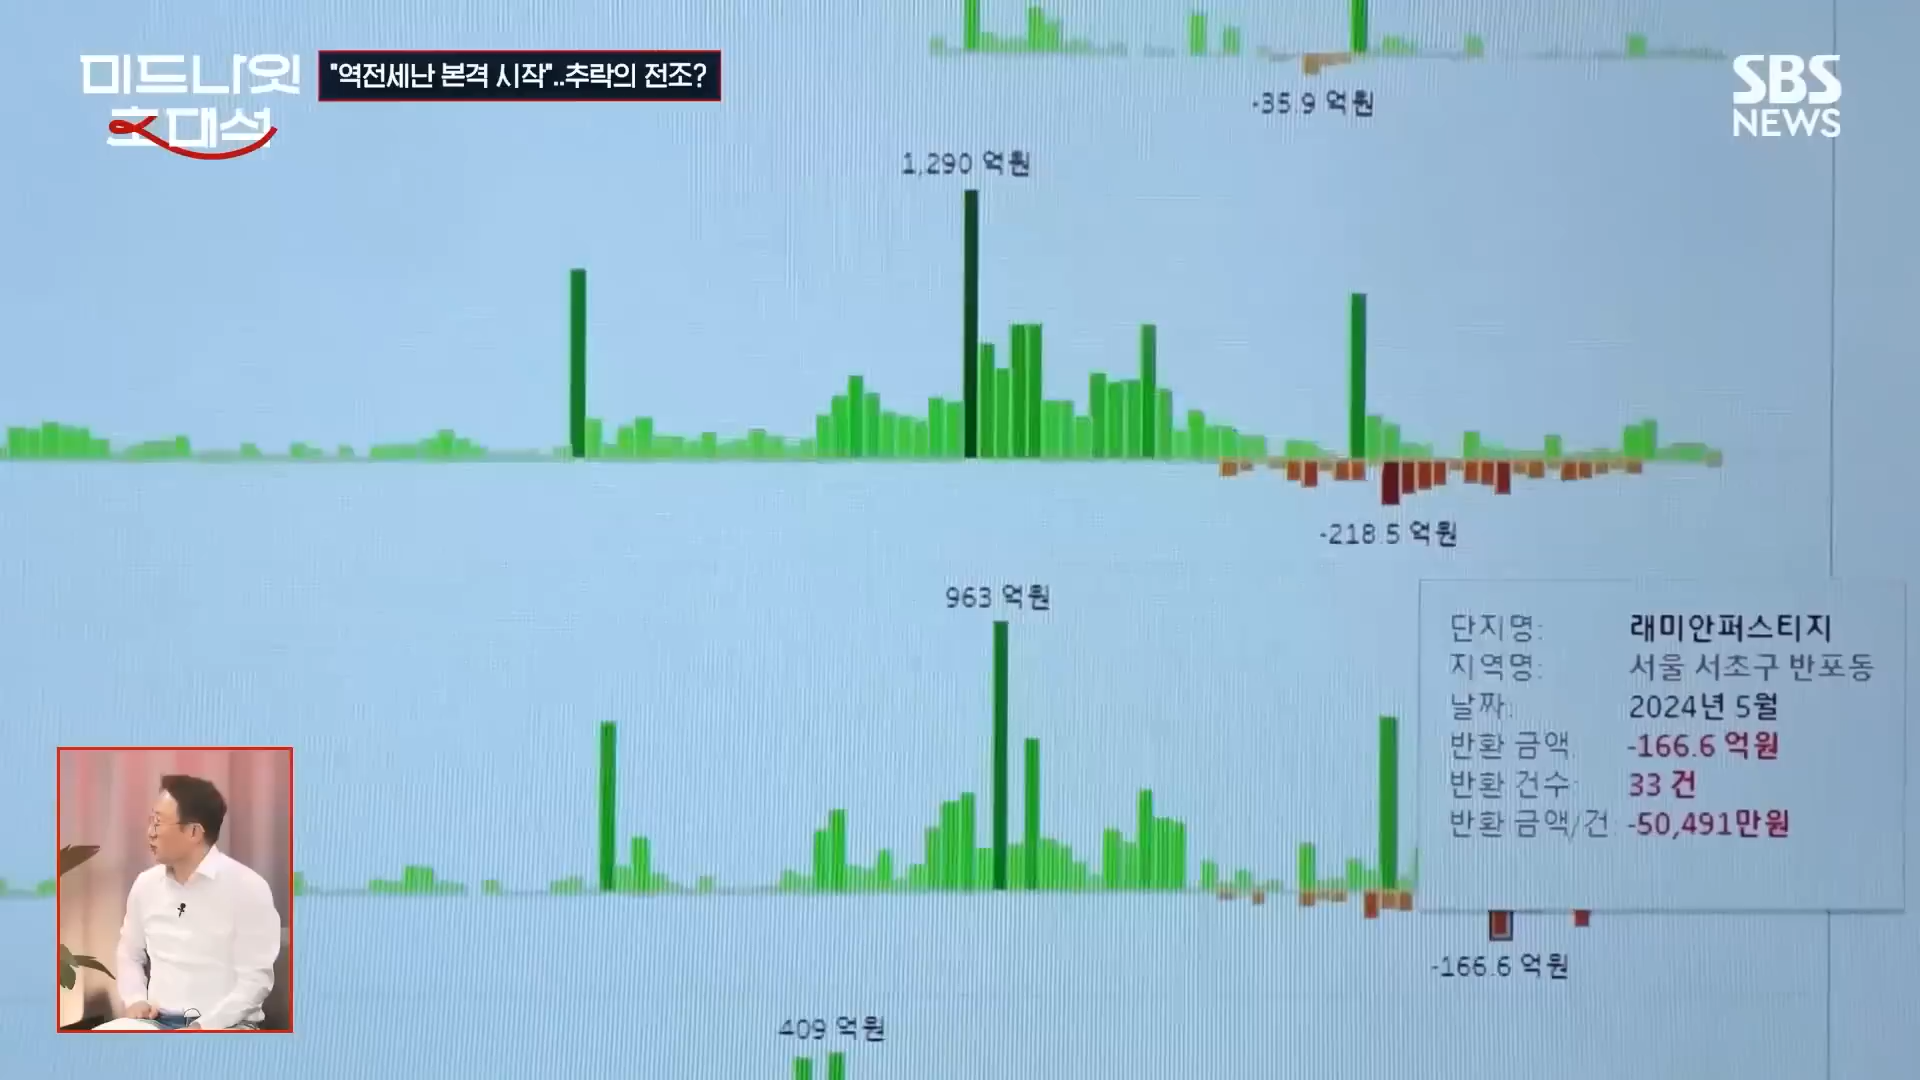 미드나잇
초대석
"역전세난 본격 시작"..추락의 전조?
SBS
NEWS
-35.9 억원
1,290 억원
-218.5 억원
963 억원
단지명: 래미안퍼스티지
지역명: 서울 서초구 반포동
날짜: 2024년 5월
반환 금액: -166.6 억원
반환 건수: 33 건
반환 금액/건: -50,491만원
-166.6 억원
409 억원